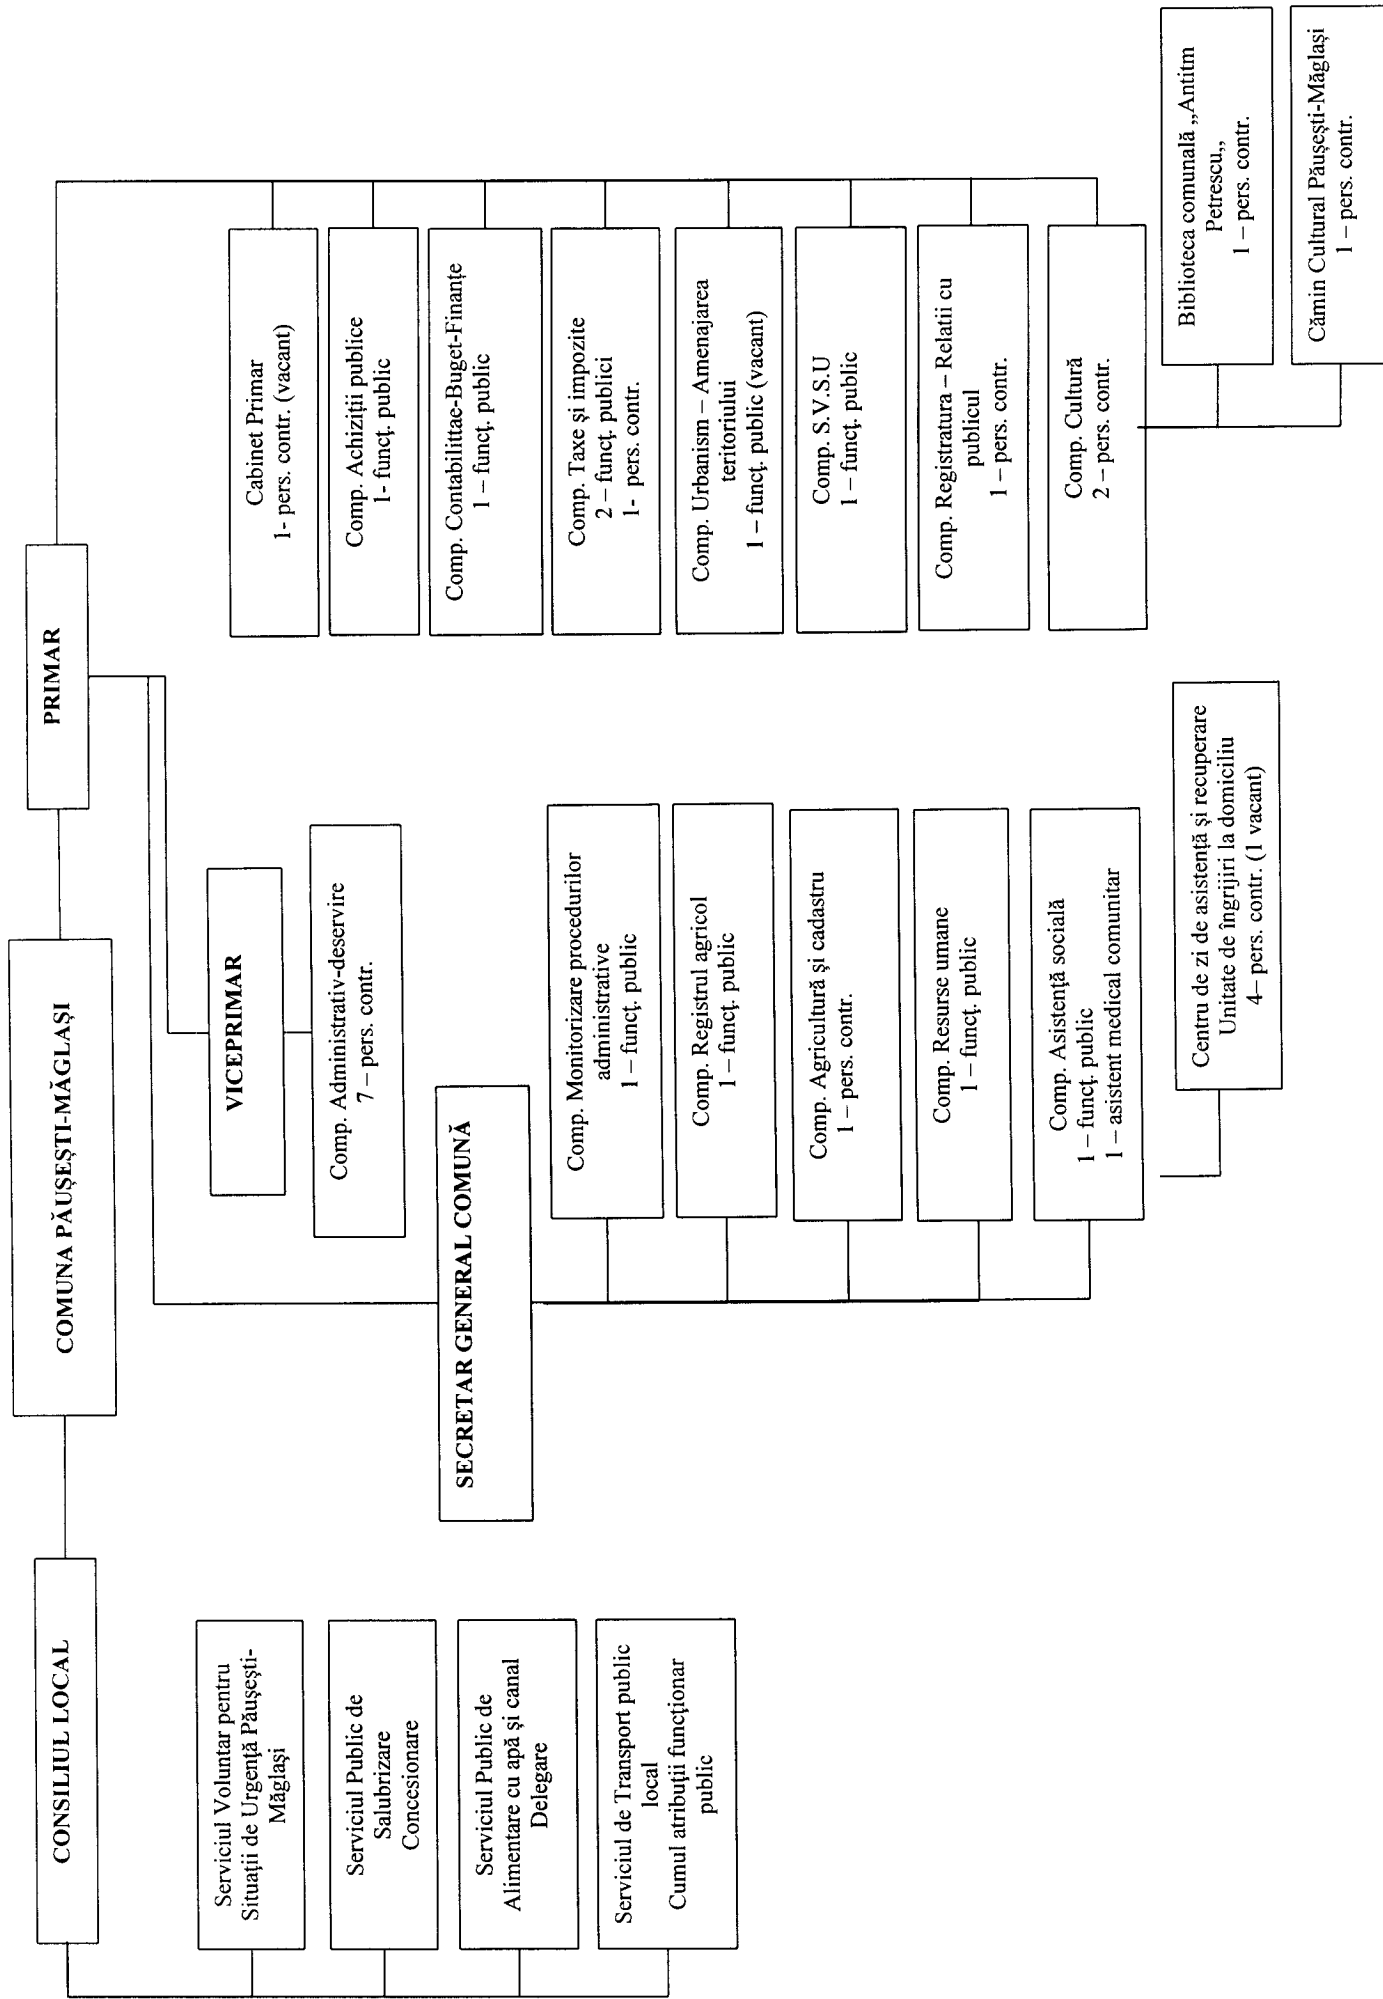 COMUNA PĂUȘEȘTI-MĂGLAȘI
CONSILIUL LOCAL
Serviciul Voluntar pentru
Situații de Urgență Păușești-
Măglași
Serviciul Public de
Salubrizare
Concesionare
Serviciul Public de
Alimentare cu apă și canal
Delegare
Serviciul de Transport public
local
Cumul atribuții funcționar
public
PRIMAR
VICEPRIMAR
Comp. Administrativ-deservire
7 – pers. contr.
SECRETAR GENERAL COMUNĂ
Comp. Monitorizare procedurilor
administrative
1 – funcț. public
Comp. Registrul agricol
1 – funcț. public
Comp. Agricultură și cadastru
1 – pers. contr.
Comp. Resurse umane
1 – funcț. public
Comp. Asistență socială
1 – funcț. public
1 – asistent medical comunitar
Centru de zi de asistență și recuperare
Unitate de îngrijiri la domiciliu
4– pers. contr. (1 vacant)
Cabinet Primar
1- pers. contr. (vacant)
Comp. Achiziții publice
1- funcț. public
Comp. Contabilittae-Buget-Finanțe
1 – funcț. public
Comp. Taxe și impozite
2 – funcț. publici
1- pers. contr.
Comp. Urbanism – Amenajarea
teritoriului
1 – funcț. public (vacant)
Comp. S.V.S.U
1 – funcț. public
Comp. Registratura – Relatii cu
publicul
1 – pers. contr.
Comp. Cultură
2 – pers. contr.
Biblioteca comunală „Antitm
Petrescu„
1 – pers. contr.
Cămin Cultural Păușești-Măglași
1 – pers. contr.